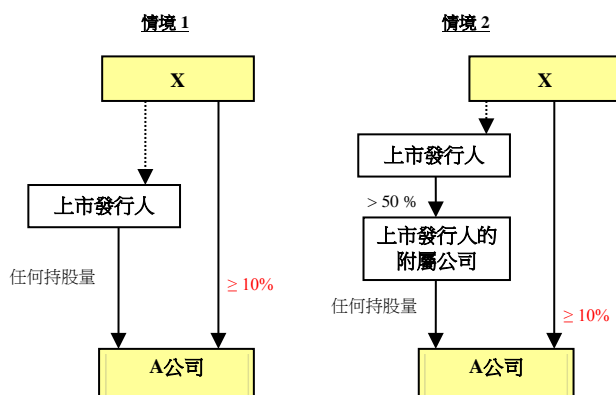 情境 1
X
上市發行人
任何持股量
≥ 10%
A公司
情境 2
X
上市發行人
> 50 %
上市發行人的
附屬公司
任何持股量
≥ 10%
A公司